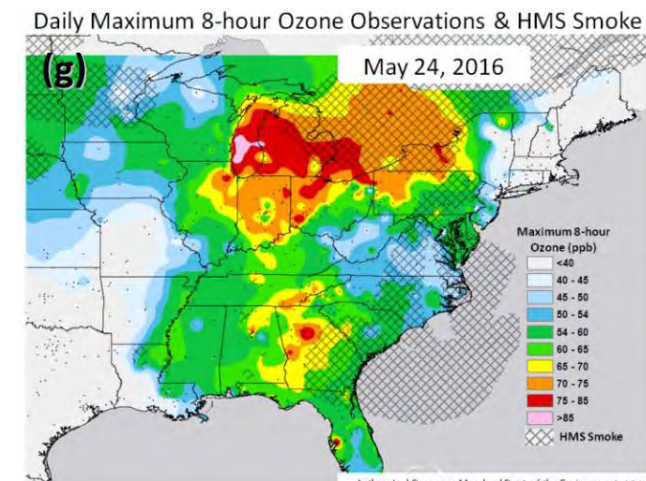 Daily Maximum 8-hour Ozone Observations & HMS Smoke
(g)
May 24, 2016
Maximum 8-hour
Ozone (ppb)
<40
40 - 45
45 - 50
50 - 54
54 - 60
60 - 65
65 - 70
70 - 75
75 - 85
>85
HMS Smoke